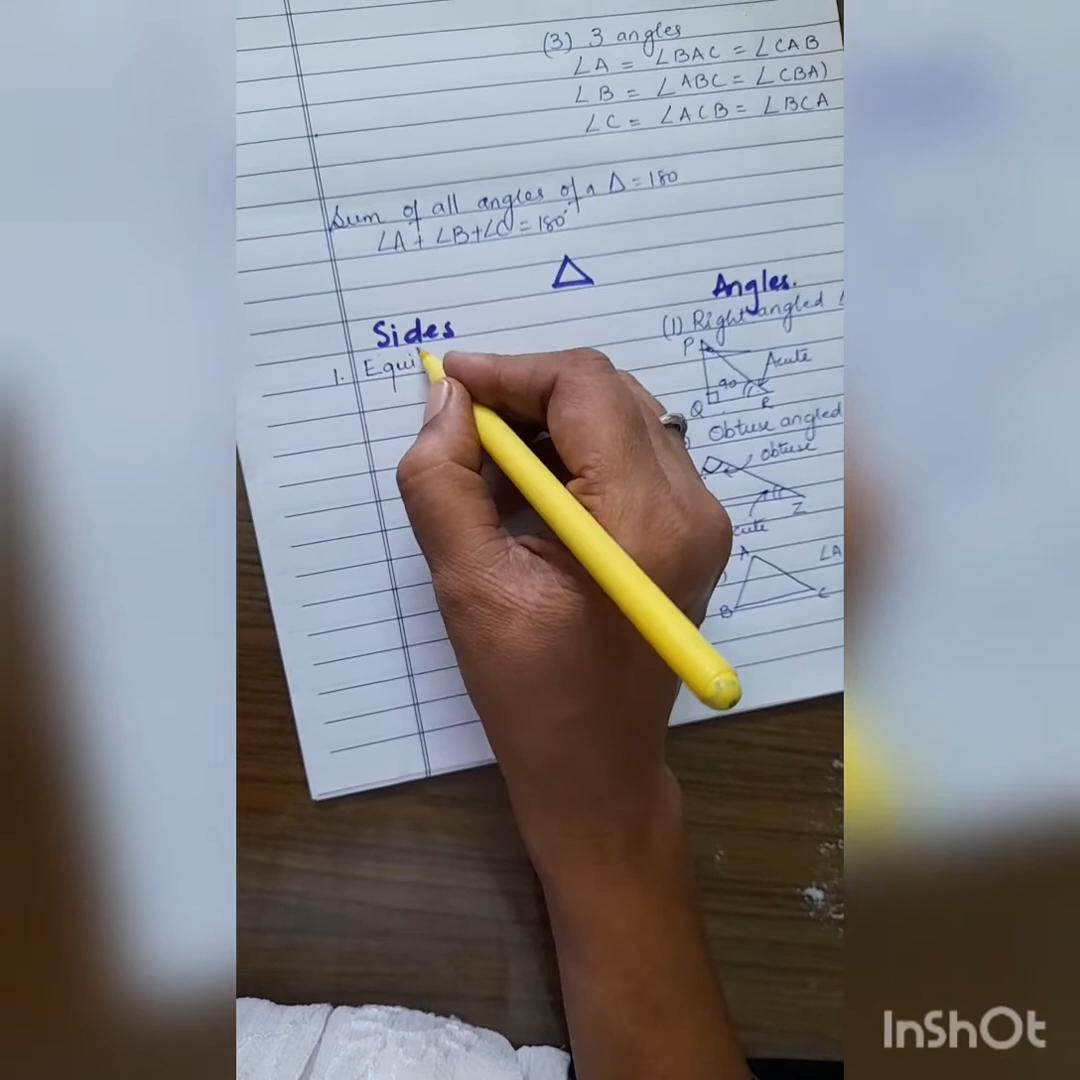 (3) 3 angles
∠A = ∠BAC = ∠CAB
∠B = ∠ABC = ∠CBA)
∠C = ∠ACB = ∠BCA
Sum of all angles of a Δ = 180
∠A + ∠B + ∠C = 180°
Δ
Sides
1. Equi
Angles.
(1) Right angled
P
Acute
90
Q
R
Obtuse angled
obtuse
Z
cute
A
∠A
B
C
InShOt